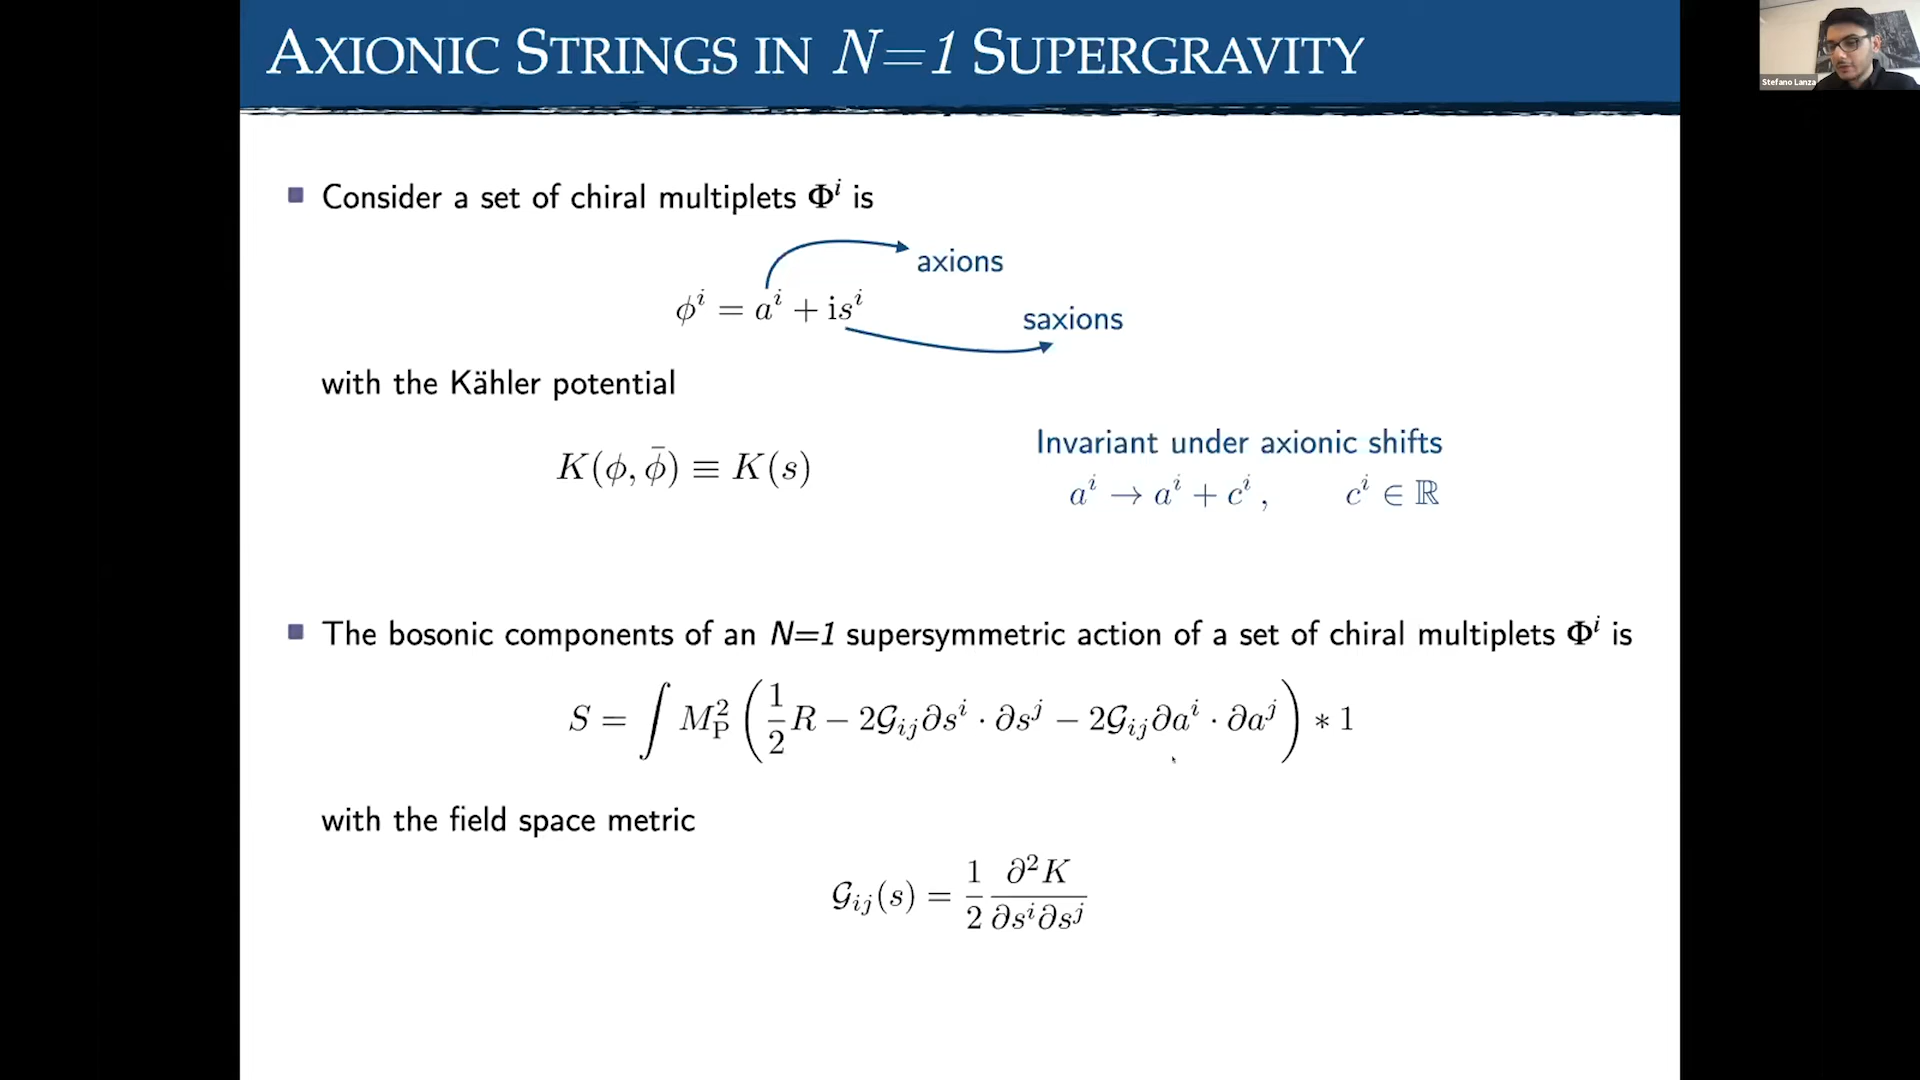 AXIONIC STRINGS IN N=1 SUPERGRAVITY
Stefano Lanza
Consider a set of chiral multiplets Φ^i is
axions
φ^i = a^i + is^i
saxions
with the Kähler potential
Invariant under axionic shifts
K(φ, φ̄) ≡ K(s)
a^i → a^i + c^i , c^i ∈ ℝ
The bosonic components of an N=1 supersymmetric action of a set of chiral multiplets Φ^i is
S = ∫ M_P^2 ( 1/2 R − 2𝒢_ij ∂s^i · ∂s^j − 2𝒢_ij ∂a^i · ∂a^j ) ∗ 1
with the field space metric
𝒢_ij(s) = 1/2 ∂²K/∂s^i∂s^j